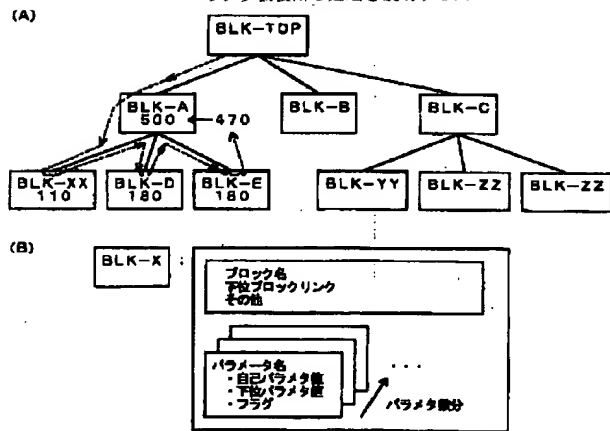 (A)
BLK-TOP
BLK-A
500
470
BLK-B
BLK-C
BLK-XX
110
BLK-D
180
BLK-E
180
BLK-YY
BLK-ZZ
BLK-ZZ
(B)
BLK-X
:
ブロック名
下位ブロックリンク
その他
パラメータ名
・自己パラメタ値
・下位パラメタ値
・フラグ
...
パラメタ数分